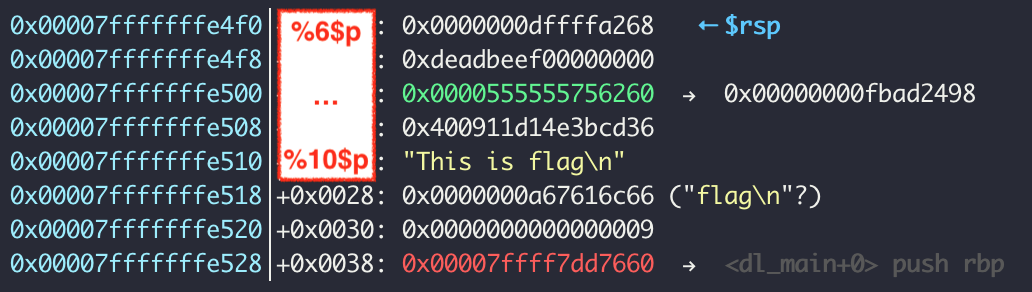 0x00007fffffffe4f0 %6$p : 0x0000000dffffa268 ←$rsp
0x00007fffffffe4f8 : 0xdeadbeef00000000
0x00007fffffffe500 ... : 0x0000555555756260 → 0x00000000fbad2498
0x00007fffffffe508 : 0x400911d14e3bcd36
0x00007fffffffe510 %10$p : "This is flag\n"
0x00007fffffffe518 +0x0028: 0x0000000a67616c66 ("flag\n"?)
0x00007fffffffe520 +0x0030: 0x0000000000000009
0x00007fffffffe528 +0x0038: 0x00007ffff7dd7660 → <dl_main+0> push rbp